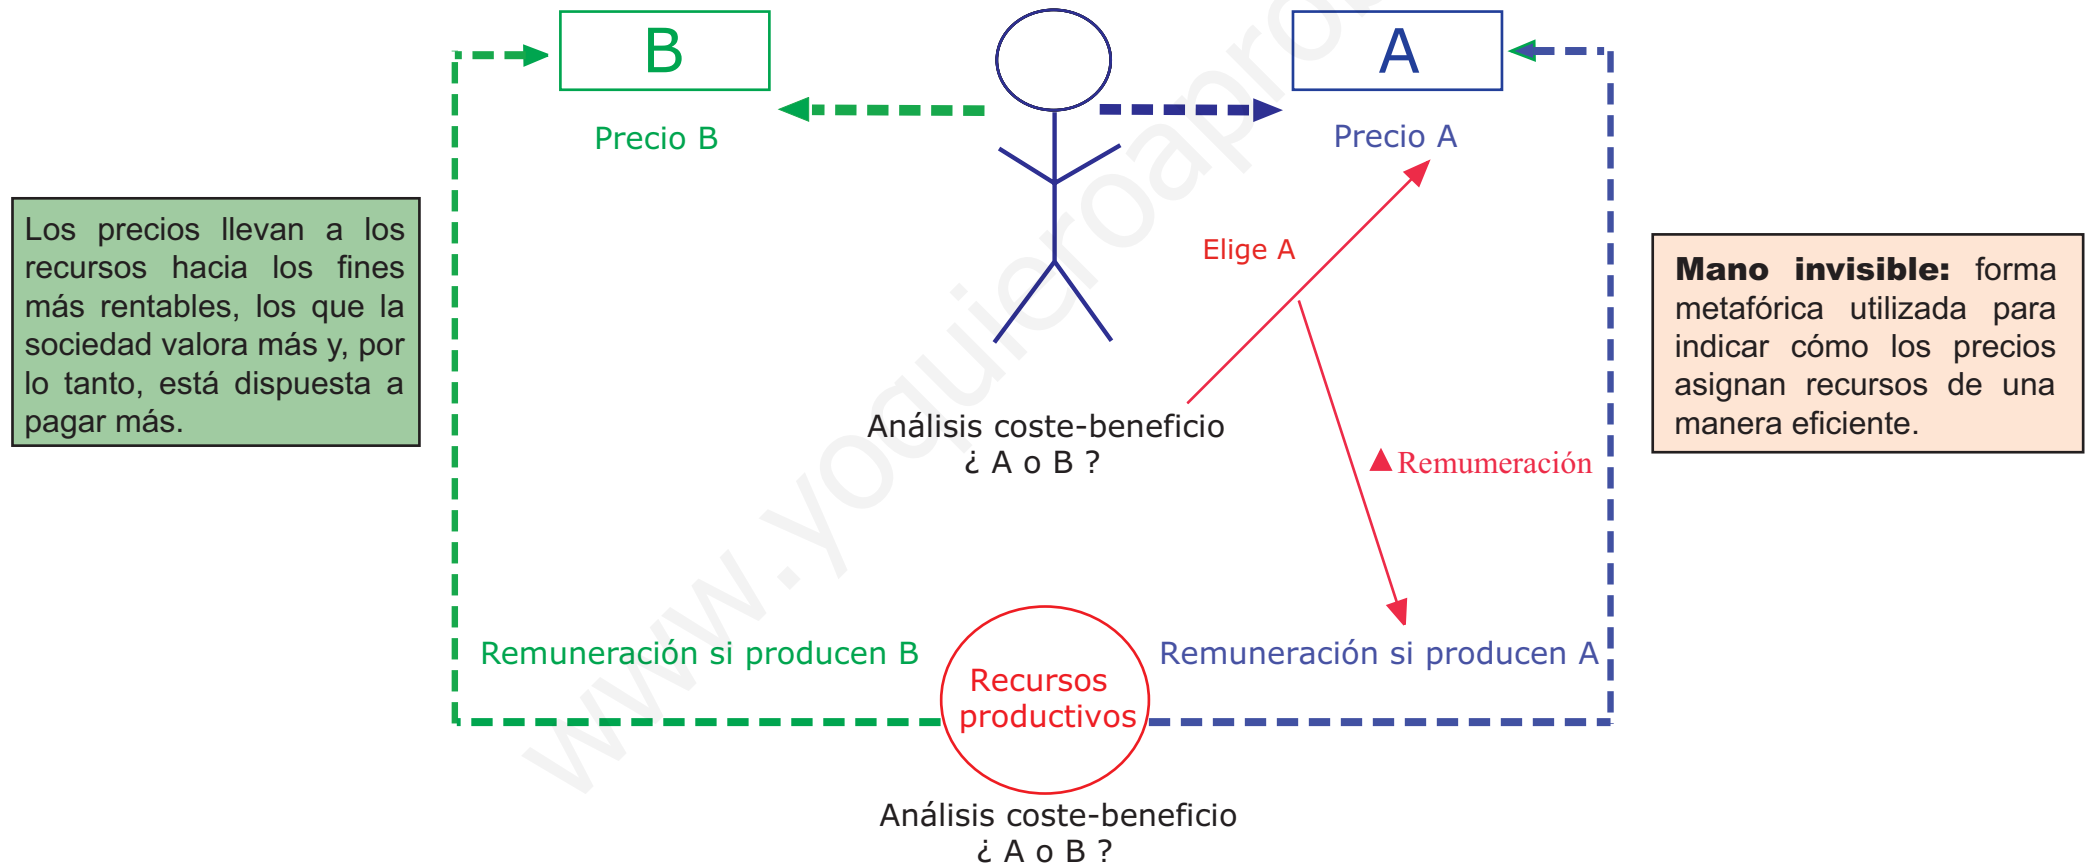 B
A
Precio B
Precio A
Los precios llevan a los
recursos hacia los fines
más rentables, los que la
sociedad valora más y, por
lo tanto, está dispuesta a
pagar más.
Elige A
Mano invisible: forma
metafórica utilizada para
indicar cómo los precios
asignan recursos de una
manera eficiente.
Análisis coste-beneficio
¿ A o B ?
▲Remumeración
Remuneración si producen B
Remuneración si producen A
Recursos
productivos
Análisis coste-beneficio
¿ A o B ?
www.yoquieroapro